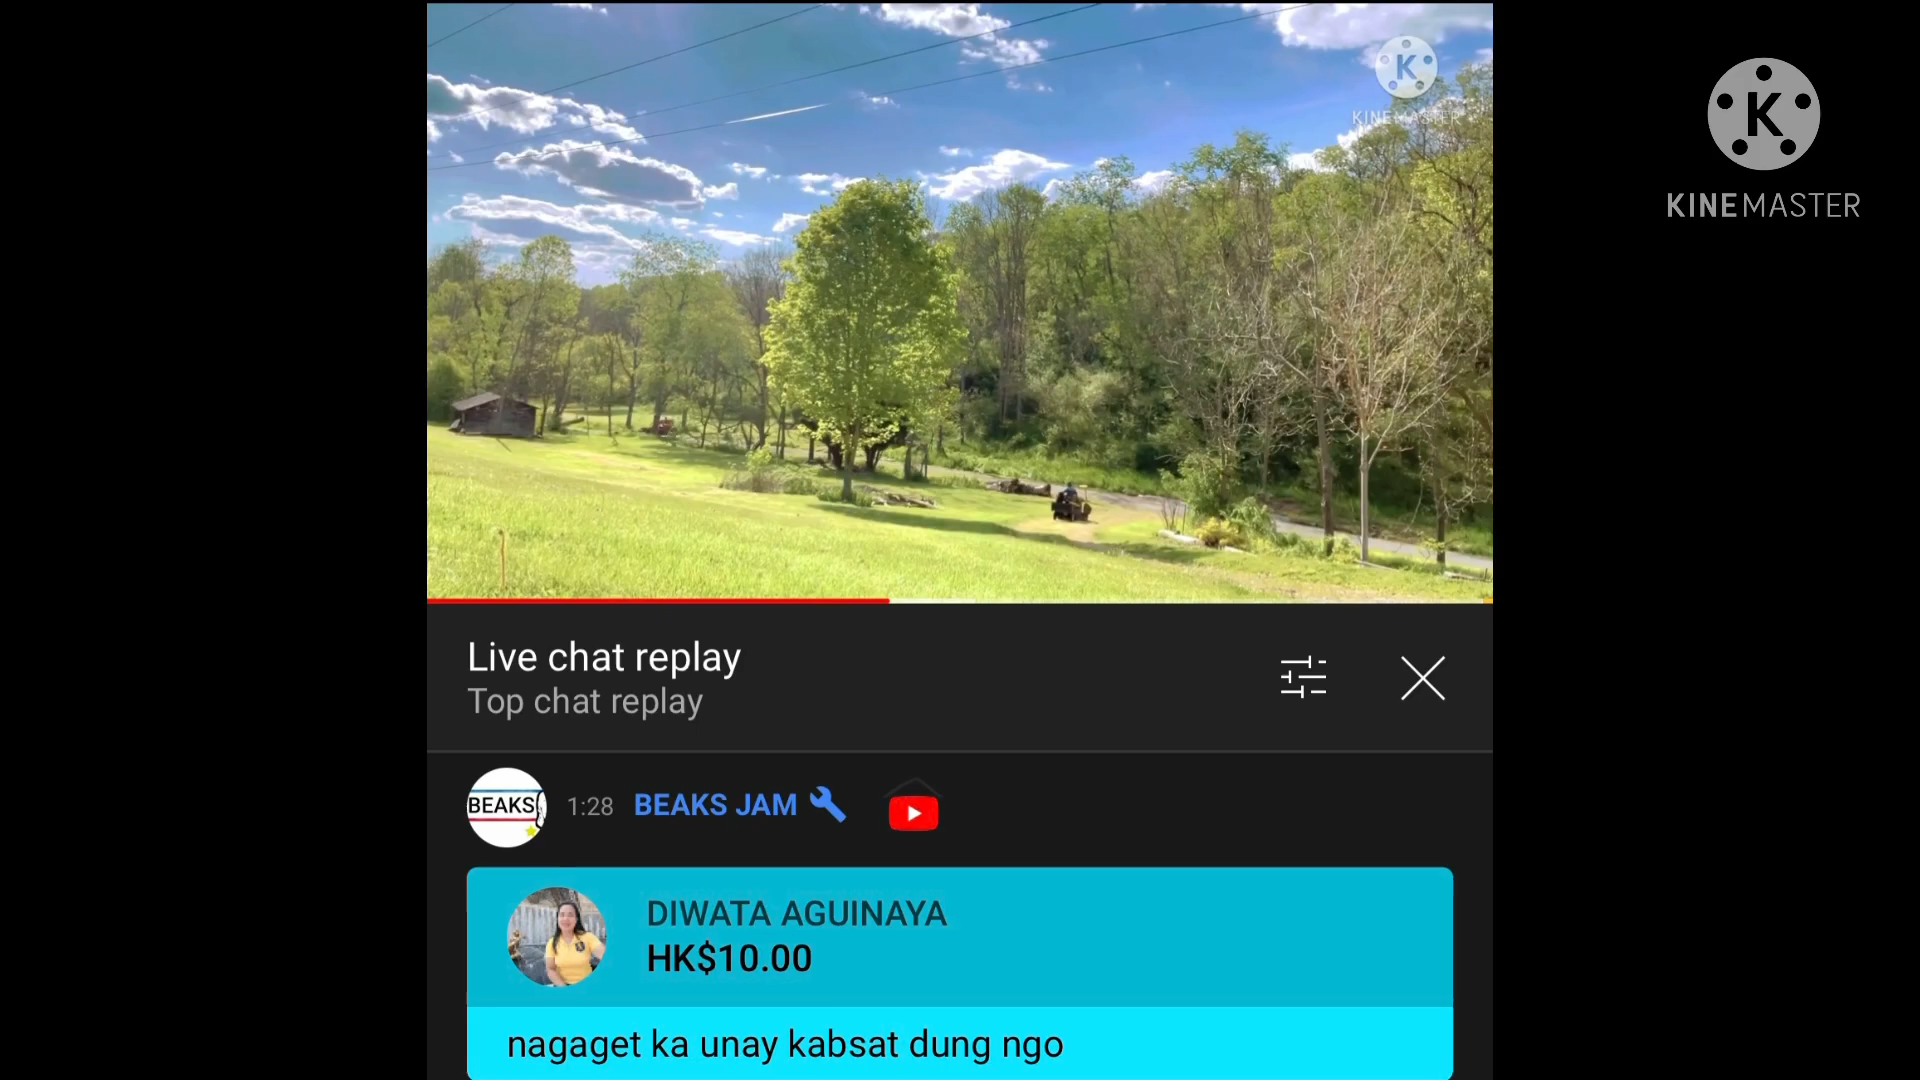 K
KINEMASTER
K
KINEMASTER
Live chat replay
Top chat replay
BEAKS
1:28 BEAKS JAM
DIWATA AGUINAYA
HK$10.00
nagaget ka unay kabsat dung ngo